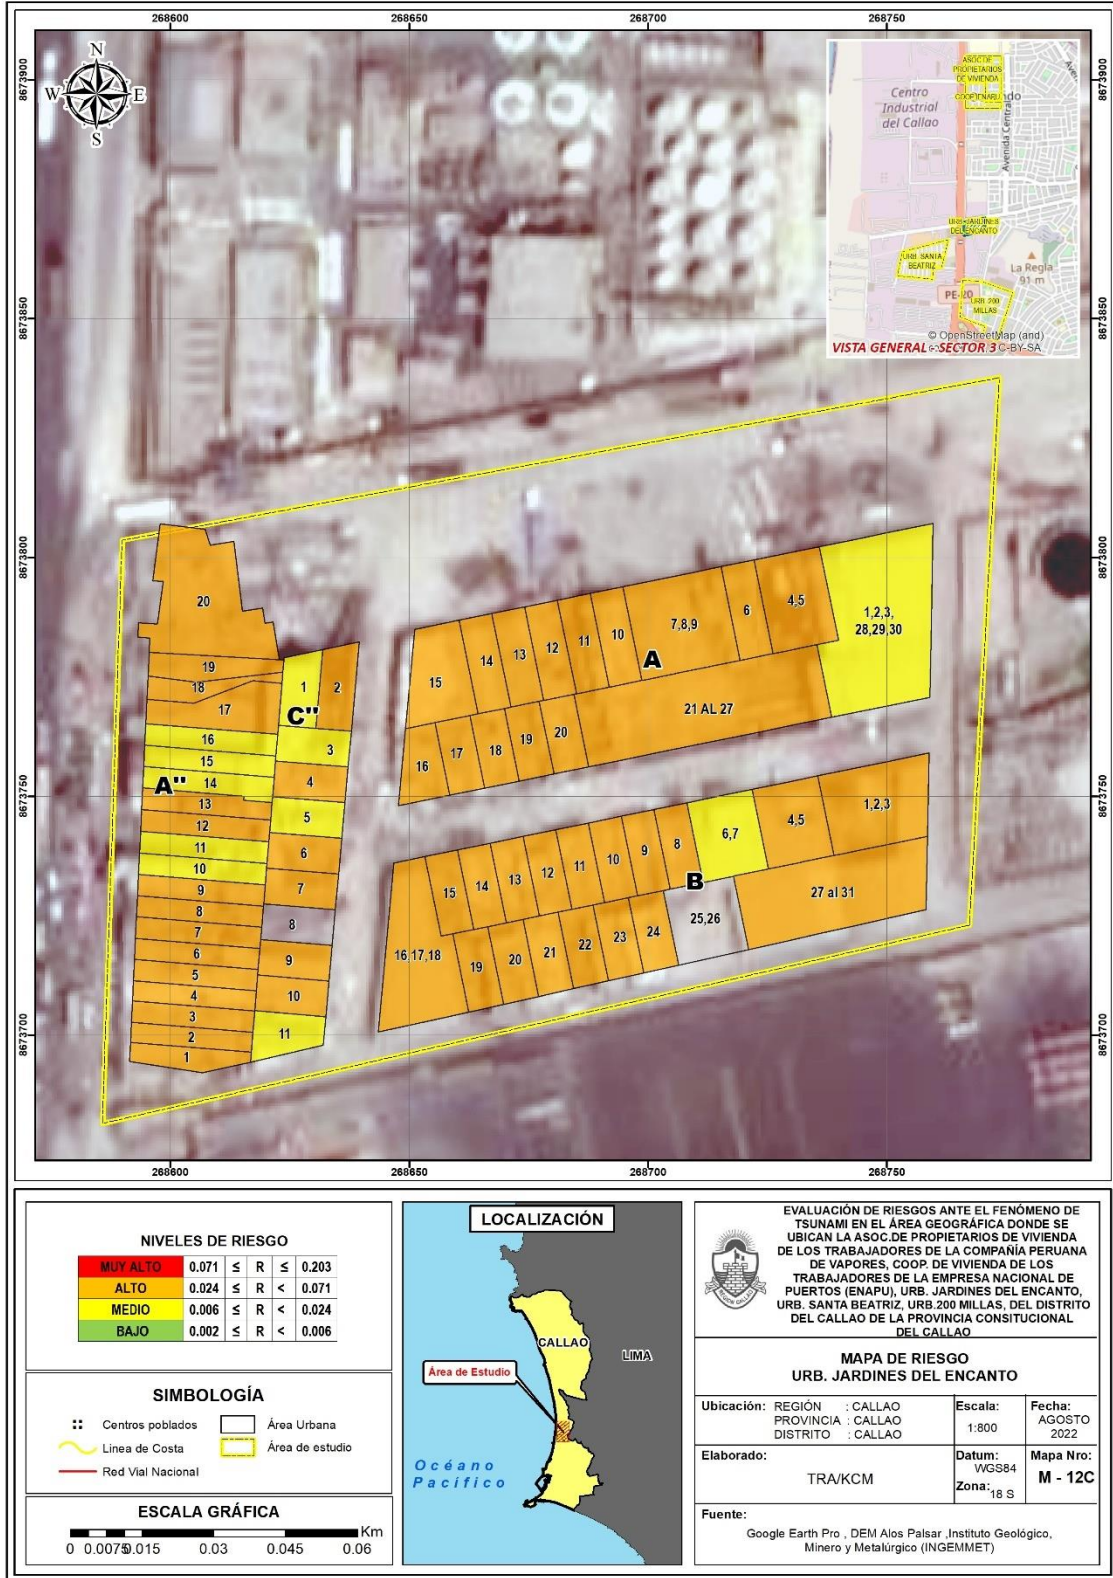 268600
268650
268700
268750
8673900
8673850
8673800
8673750
8673700
8673900
8673850
8673800
8673750
8673700
N
W
E
S
ASOC.DE
PROPIETARIOS
DE VIVIENDA
COOP.ENAPU
Centro
Industrial
del Callao
Avenida Central
URB. JARDINES
DEL ENCANTO
URB. SANTA
BEATRIZ
La Regla
91 m
PE-20
URB. 200
MILLAS
© OpenStreetMap (and)
CC-BY-SA
VISTA GENERAL - SECTOR 3
20
19
18
17
16
15
A"
14
13
12
11
10
9
8
7
6
5
4
3
2
1
1
2
C"
3
4
5
6
7
8
9
10
11
15
14
13
12
11
10
7,8,9
6
4,5
1,2,3,
28,29,30
A
16
17
18
19
20
21 AL 27
15
14
13
12
11
10
9
8
6,7
4,5
1,2,3
B
16,17,18
19
20
21
22
23
24
25,26
27 al 31
268600
268650
268700
268750
NIVELES DE RIESGO
MUY ALTO 0.071 ≤ R ≤ 0.203
ALTO 0.024 ≤ R < 0.071
MEDIO 0.006 ≤ R < 0.024
BAJO 0.002 ≤ R < 0.006
SIMBOLOGÍA
Centros poblados
Área Urbana
Linea de Costa
Área de estudio
Red Vial Nacional
ESCALA GRÁFICA
Km
0 0.0075 0.015 0.03 0.045 0.06
LOCALIZACIÓN
CALLAO
LIMA
Área de Estudio
Océano
Pacífico
REGION CALLAO
EVALUACIÓN DE RIESGOS ANTE EL FENÓMENO DE
TSUNAMI EN EL ÁREA GEOGRÁFICA DONDE SE
UBICAN LA ASOC.DE PROPIETARIOS DE VIVIENDA
DE LOS TRABAJADORES DE LA COMPAÑÍA PERUANA
DE VAPORES, COOP. DE VIVIENDA DE LOS
TRABAJADORES DE LA EMPRESA NACIONAL DE
PUERTOS (ENAPU), URB. JARDINES DEL ENCANTO,
URB. SANTA BEATRIZ, URB.200 MILLAS, DEL DISTRITO
DEL CALLAO DE LA PROVINCIA CONSITUCIONAL
DEL CALLAO
MAPA DE RIESGO
URB. JARDINES DEL ENCANTO
Ubicación: REGIÓN : CALLAO
PROVINCIA : CALLAO
DISTRITO : CALLAO
Escala:
1:800
Fecha:
AGOSTO
2022
Elaborado:
TRA/KCM
Datum:
WGS84
Zona: 18 S
Mapa Nro:
M - 12C
Fuente:
Google Earth Pro , DEM Alos Palsar ,Instituto Geológico,
Minero y Metalúrgico (INGEMMET)